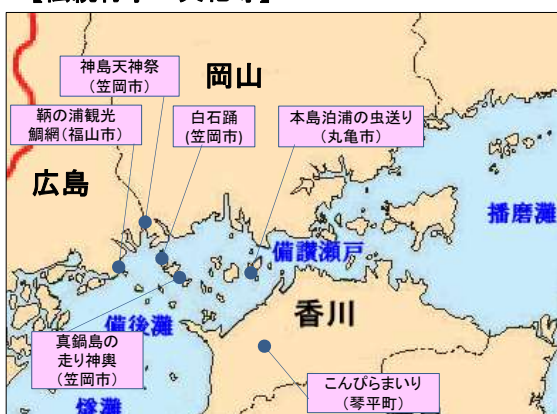 神島天神祭
(笠岡市)
岡山
鞆の浦観光
鯛網(福山市)
白石踊
(笠岡市)
本島泊浦の虫送り
(丸亀市)
広島
播磨灘
備讃瀬戸
備後灘
香川
真鍋島の
走り神輿
(笠岡市)
こんぴらまいり
(琴平町)
燧灘